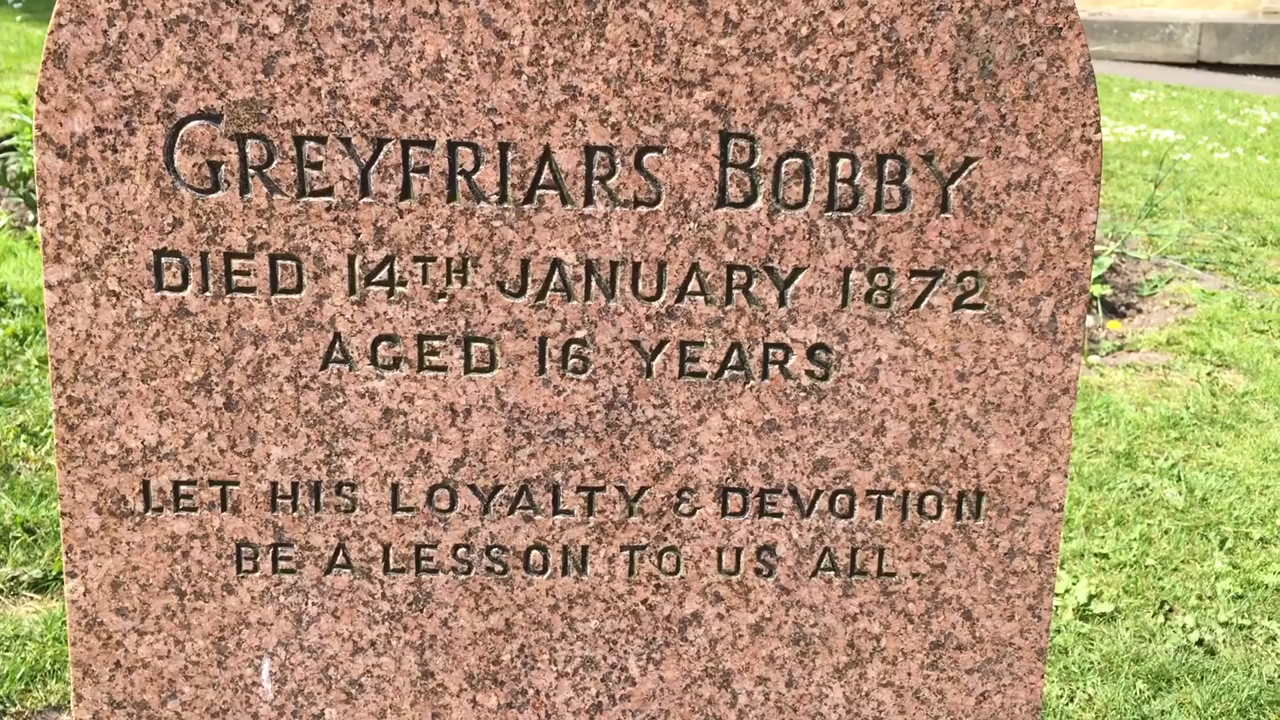 GREYFRIARS BOBBY
DIED 14TH JANUARY 1872
AGED 16 YEARS
LET HIS LOYALTY & DEVOTION
BE A LESSON TO US ALL.